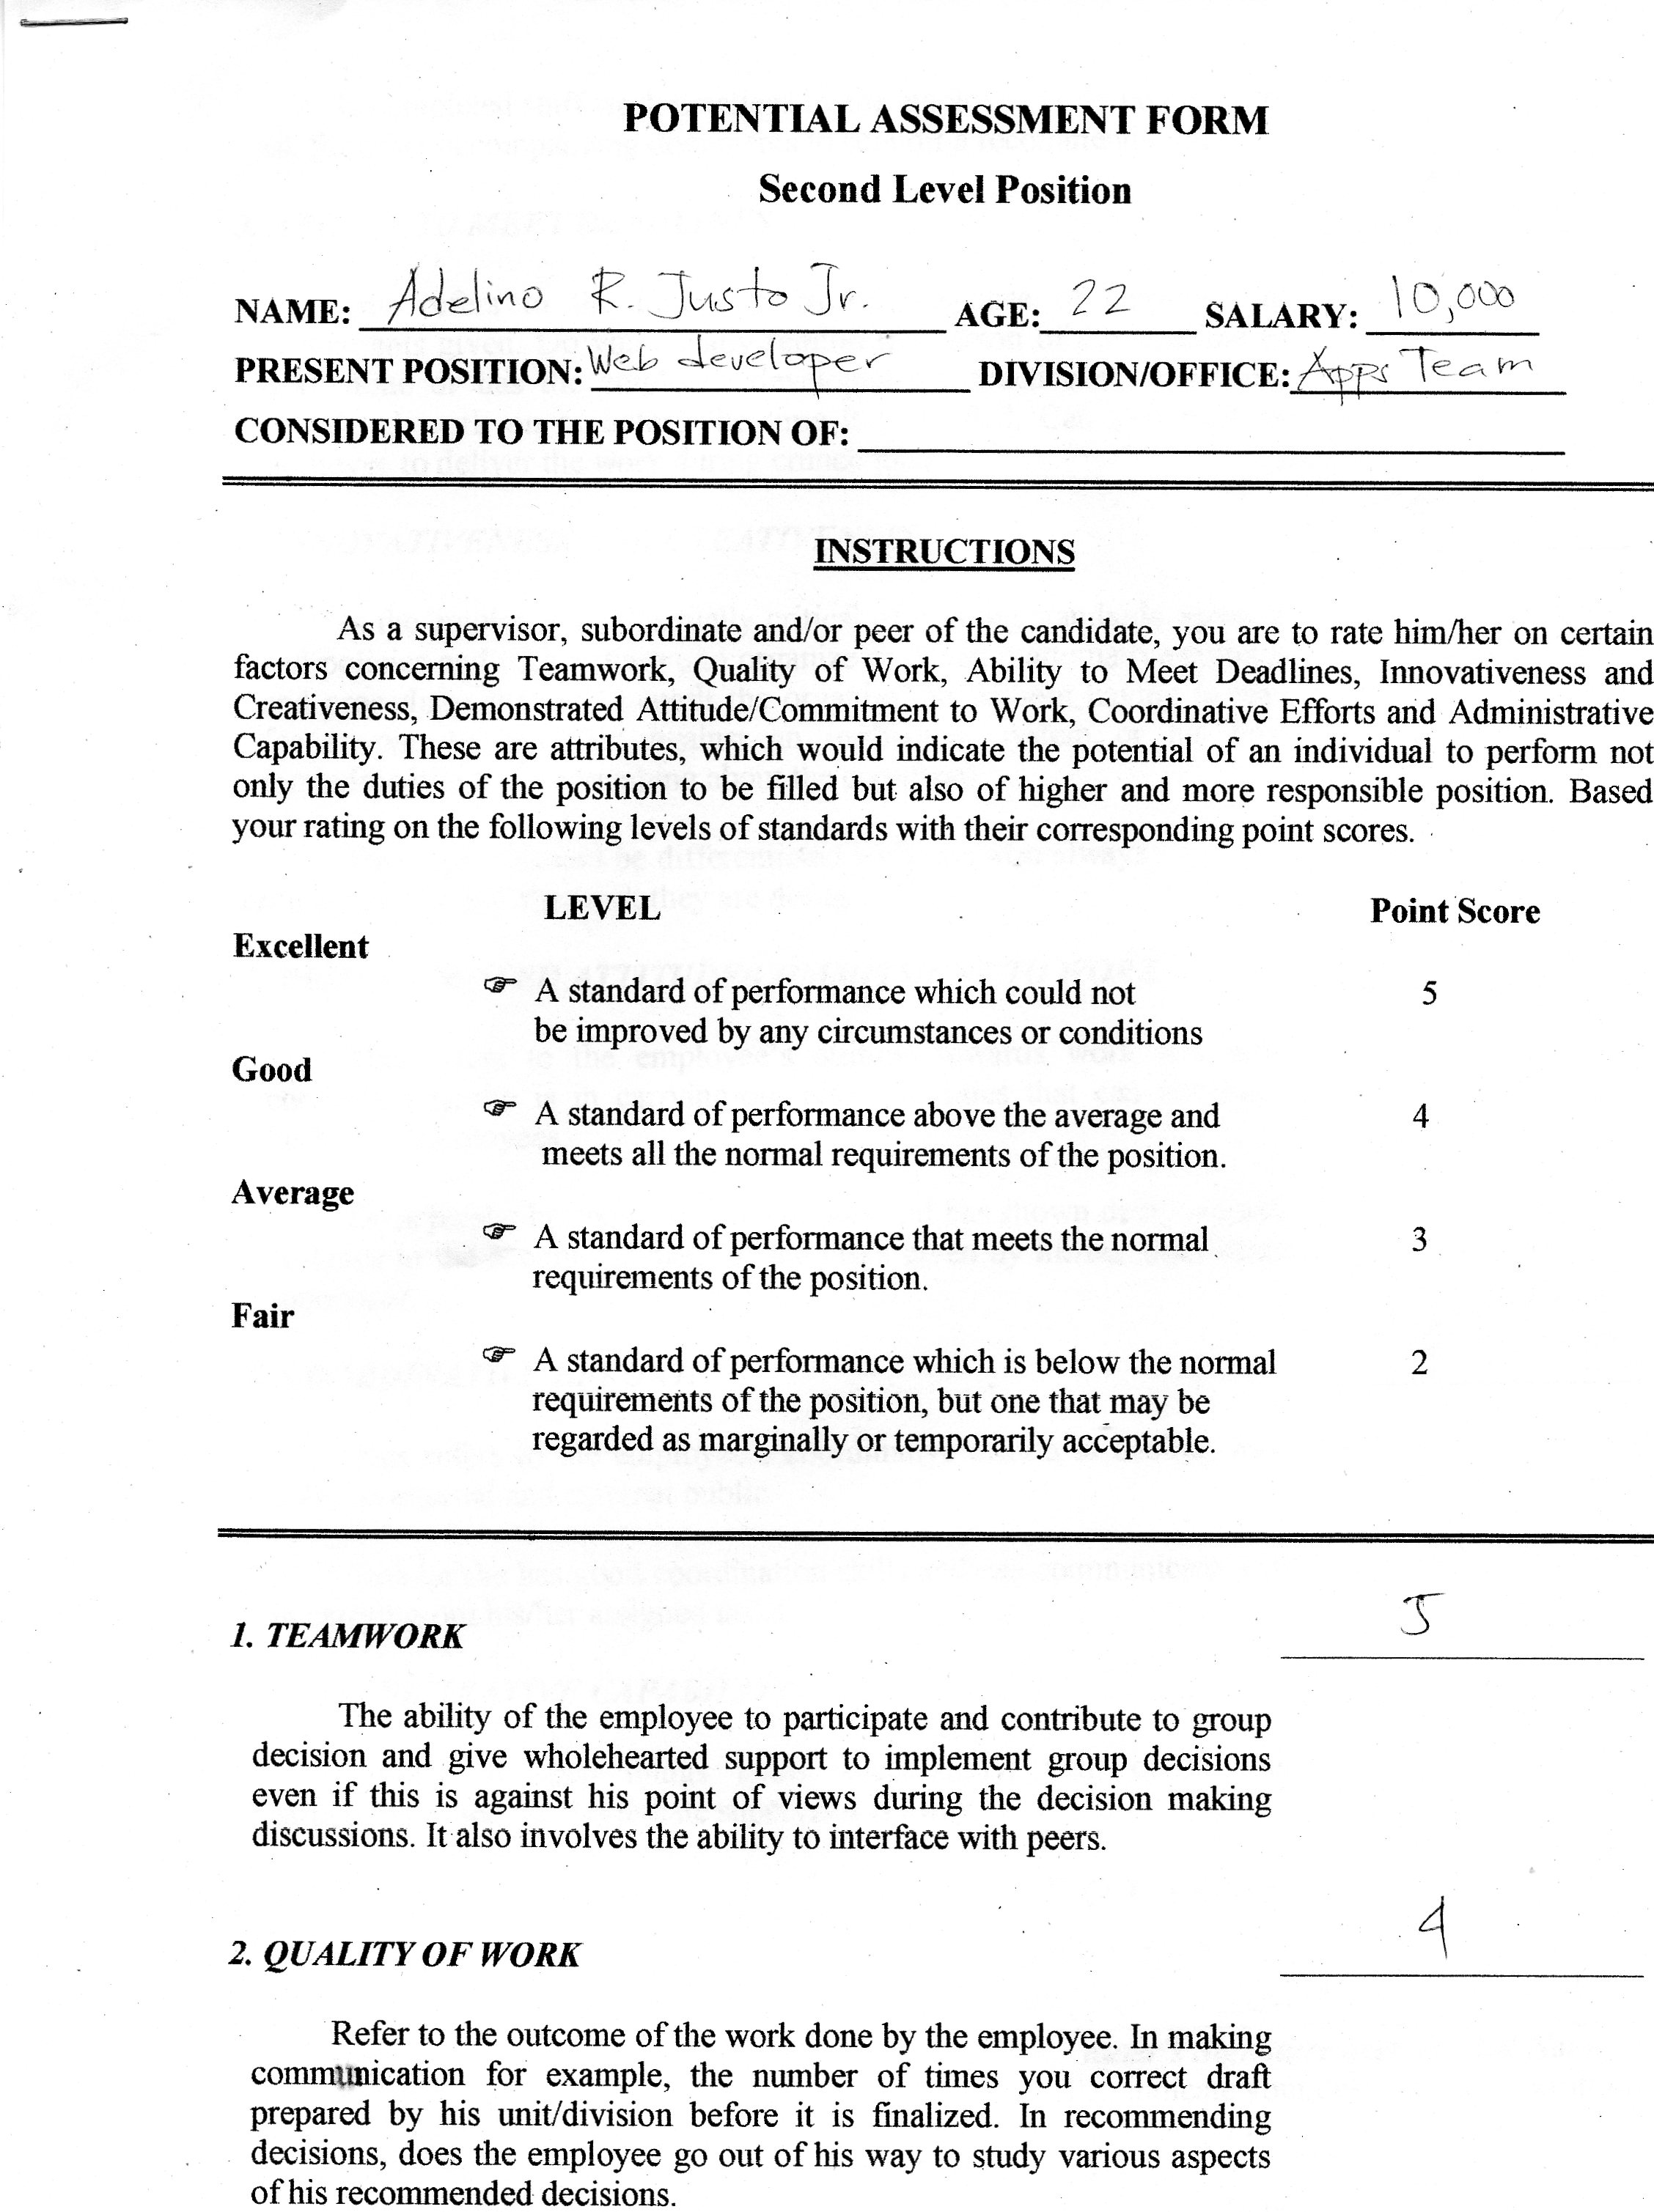 POTENTIAL ASSESSMENT FORM
Second Level Position
NAME: Adelino R. Justo Jr. AGE: 22 SALARY: 10,000
PRESENT POSITION: Web developer DIVISION/OFFICE: Apps Team
CONSIDERED TO THE POSITION OF:
INSTRUCTIONS
As a supervisor, subordinate and/or peer of the candidate, you are to rate him/her on certain
factors concerning Teamwork, Quality of Work, Ability to Meet Deadlines, Innovativeness and
Creativeness, Demonstrated Attitude/Commitment to Work, Coordinative Efforts and Administrative
Capability. These are attributes, which would indicate the potential of an individual to perform not
only the duties of the position to be filled but also of higher and more responsible position. Based
your rating on the following levels of standards with their corresponding point scores.
LEVEL Point Score
Excellent
☞ A standard of performance which could not 5
be improved by any circumstances or conditions
Good
☞ A standard of performance above the average and 4
meets all the normal requirements of the position.
Average
☞ A standard of performance that meets the normal 3
requirements of the position.
Fair
☞ A standard of performance which is below the normal 2
requirements of the position, but one that may be
regarded as marginally or temporarily acceptable.
1. TEAMWORK 5
The ability of the employee to participate and contribute to group
decision and give wholehearted support to implement group decisions
even if this is against his point of views during the decision making
discussions. It also involves the ability to interface with peers.
2. QUALITY OF WORK 4
Refer to the outcome of the work done by the employee. In making
communication for example, the number of times you correct draft
prepared by his unit/division before it is finalized. In recommending
decisions, does the employee go out of his way to study various aspects
of his recommended decisions.